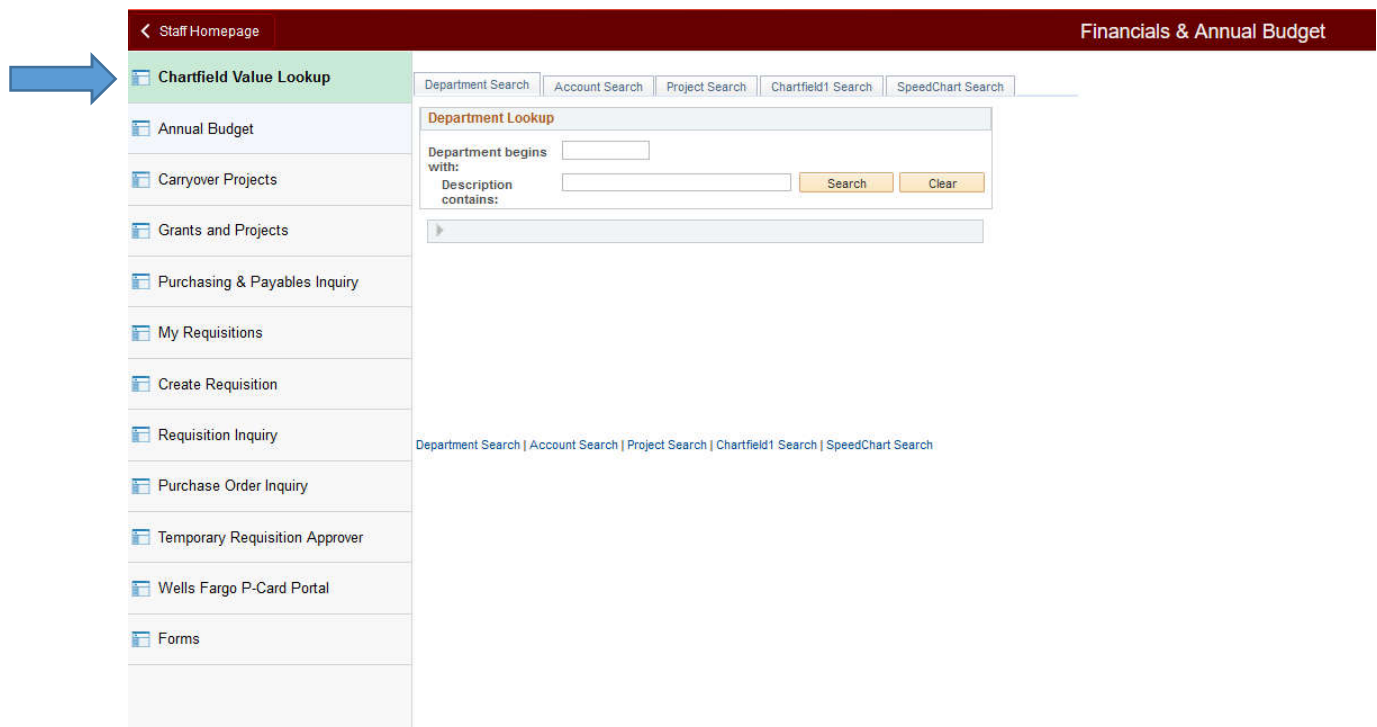 Staff Homepage
Financials & Annual Budget
Chartfield Value Lookup
Annual Budget
Carryover Projects
Grants and Projects
Purchasing & Payables Inquiry
My Requisitions
Create Requisition
Requisition Inquiry
Purchase Order Inquiry
Temporary Requisition Approver
Wells Fargo P-Card Portal
Forms
Department Search
Account Search
Project Search
Chartfield1 Search
SpeedChart Search
Department Lookup
Department begins
with:
Description
contains:
Search
Clear
Department Search | Account Search | Project Search | Chartfield1 Search | SpeedChart Search